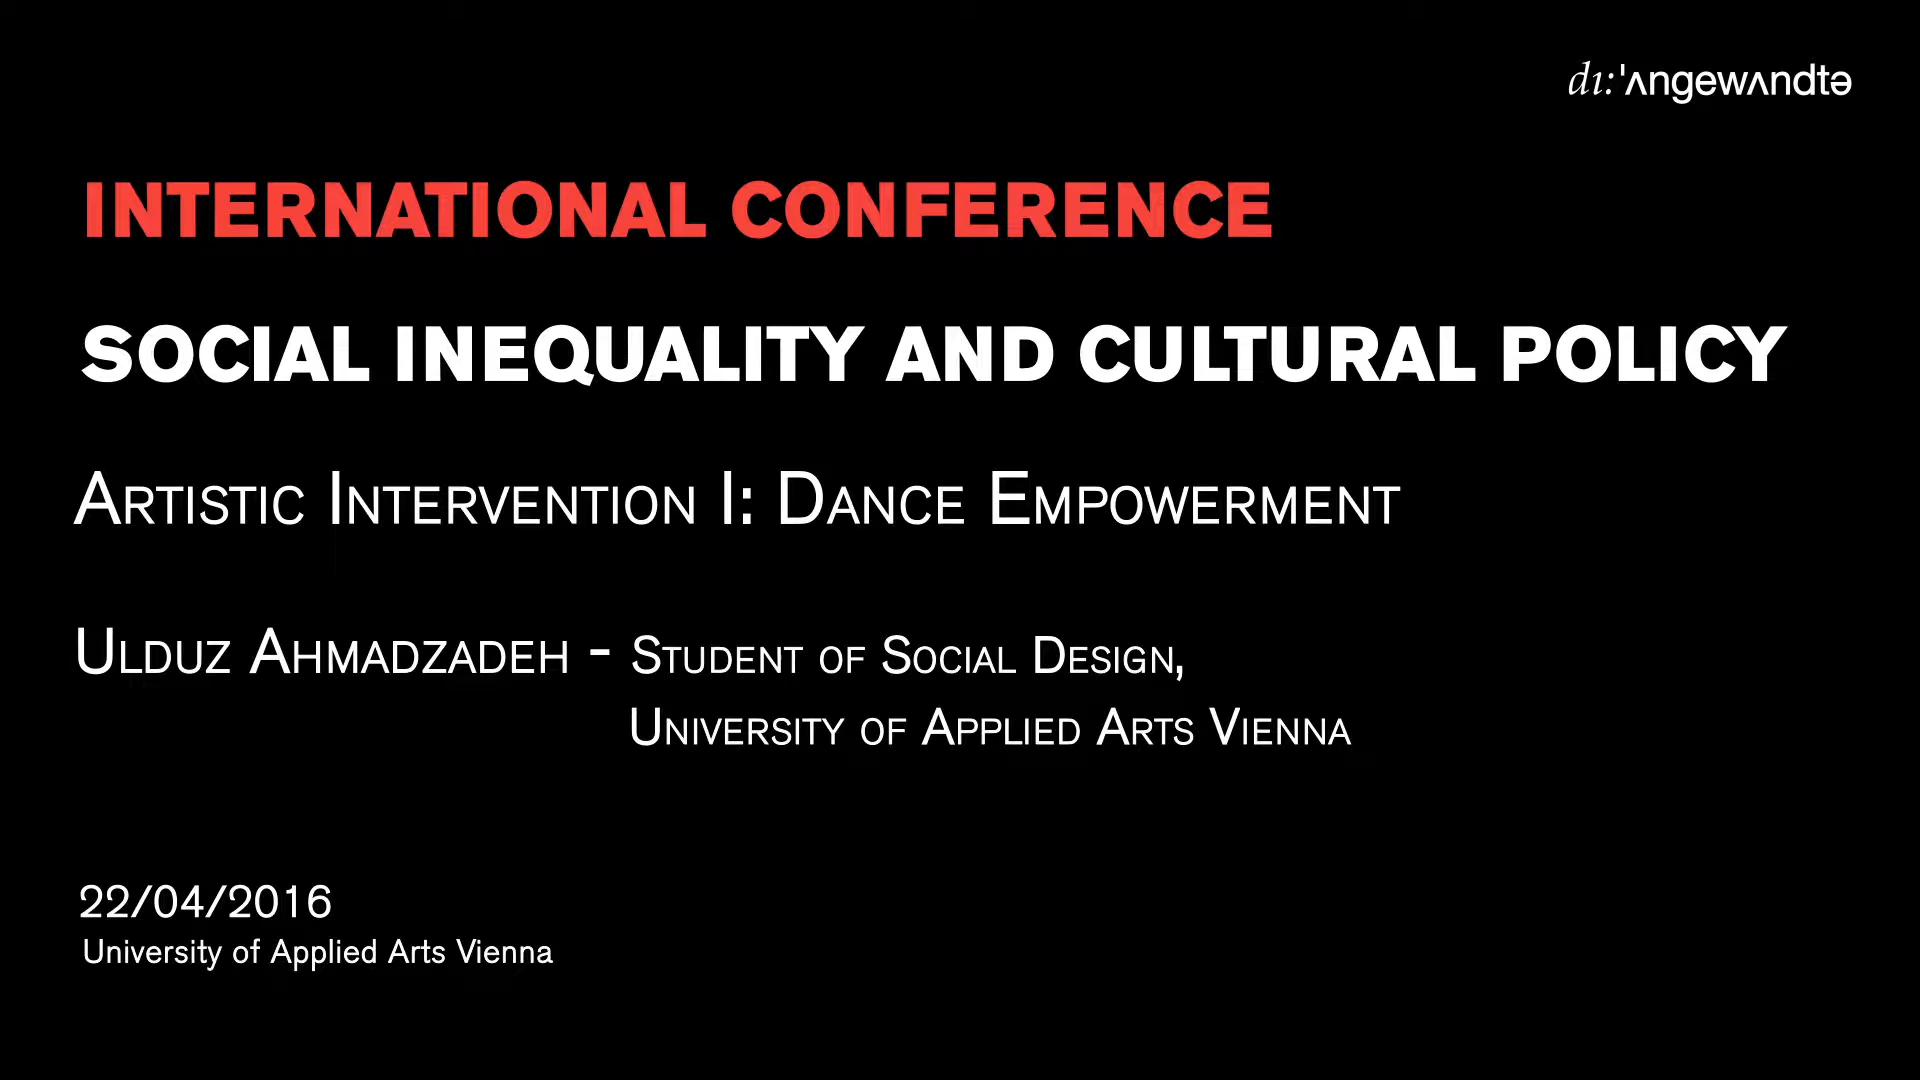 dı:ˈʌngewʌndtə
INTERNATIONAL CONFERENCE
SOCIAL INEQUALITY AND CULTURAL POLICY
ARTISTIC INTERVENTION I: DANCE EMPOWERMENT
ULDUZ AHMADZADEH - STUDENT OF SOCIAL DESIGN,
UNIVERSITY OF APPLIED ARTS VIENNA
22/04/2016
University of Applied Arts Vienna